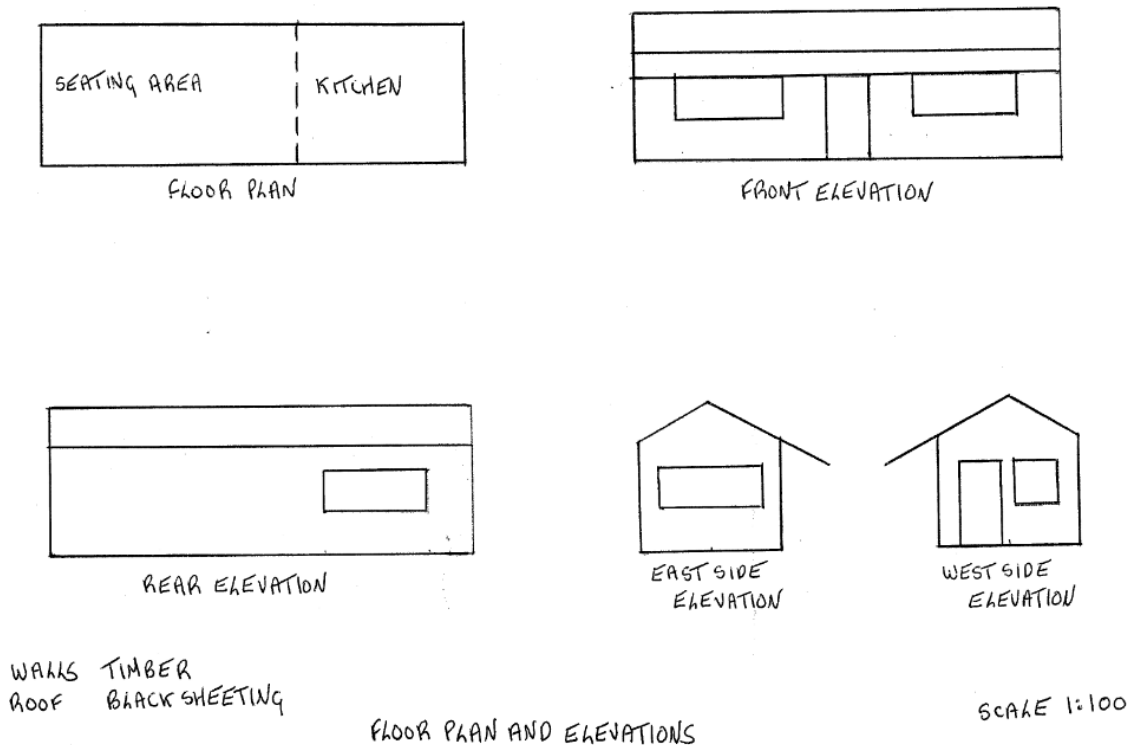 SEATING AREA
KITCHEN
FLOOR PLAN
FRONT ELEVATION
REAR ELEVATION
EAST SIDE
ELEVATION
WEST SIDE
ELEVATION
WALLS TIMBER
ROOF BLACK SHEETING
FLOOR PLAN AND ELEVATIONS
SCALE 1:100